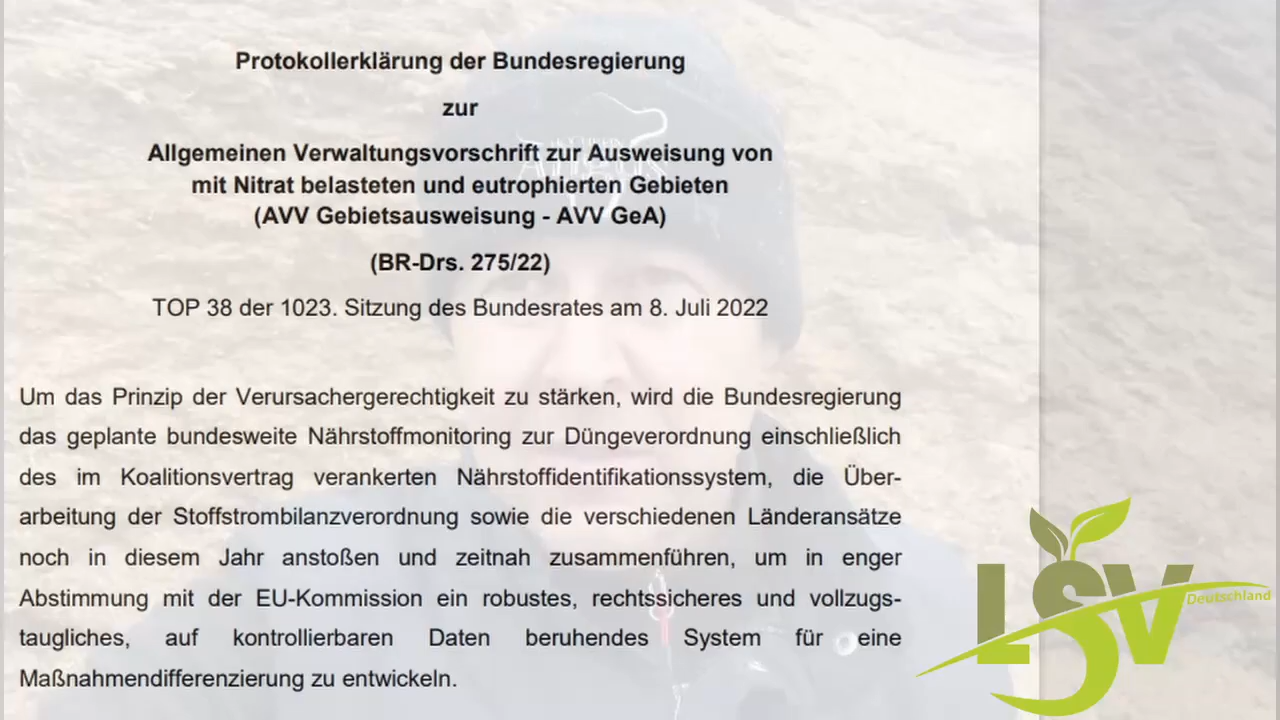 Protokollerklärung der Bundesregierung
zur
Allgemeinen Verwaltungsvorschrift zur Ausweisung von
mit Nitrat belasteten und eutrophierten Gebieten
(AVV Gebietsausweisung - AVV GeA)
(BR-Drs. 275/22)
TOP 38 der 1023. Sitzung des Bundesrates am 8. Juli 2022
Um das Prinzip der Verursachergerechtigkeit zu stärken, wird die Bundesregierung
das geplante bundesweite Nährstoffmonitoring zur Düngeverordnung einschließlich
des im Koalitionsvertrag verankerten Nährstoffidentifikationssystem, die Über-
arbeitung der Stoffstrombilanzverordnung sowie die verschiedenen Länderansätze
noch in diesem Jahr anstoßen und zeitnah zusammenführen, um in enger
Abstimmung mit der EU-Kommission ein robustes, rechtssicheres und vollzugs-
taugliches, auf kontrollierbaren Daten beruhendes System für eine
Maßnahmendifferenzierung zu entwickeln.
LSV
Deutschland